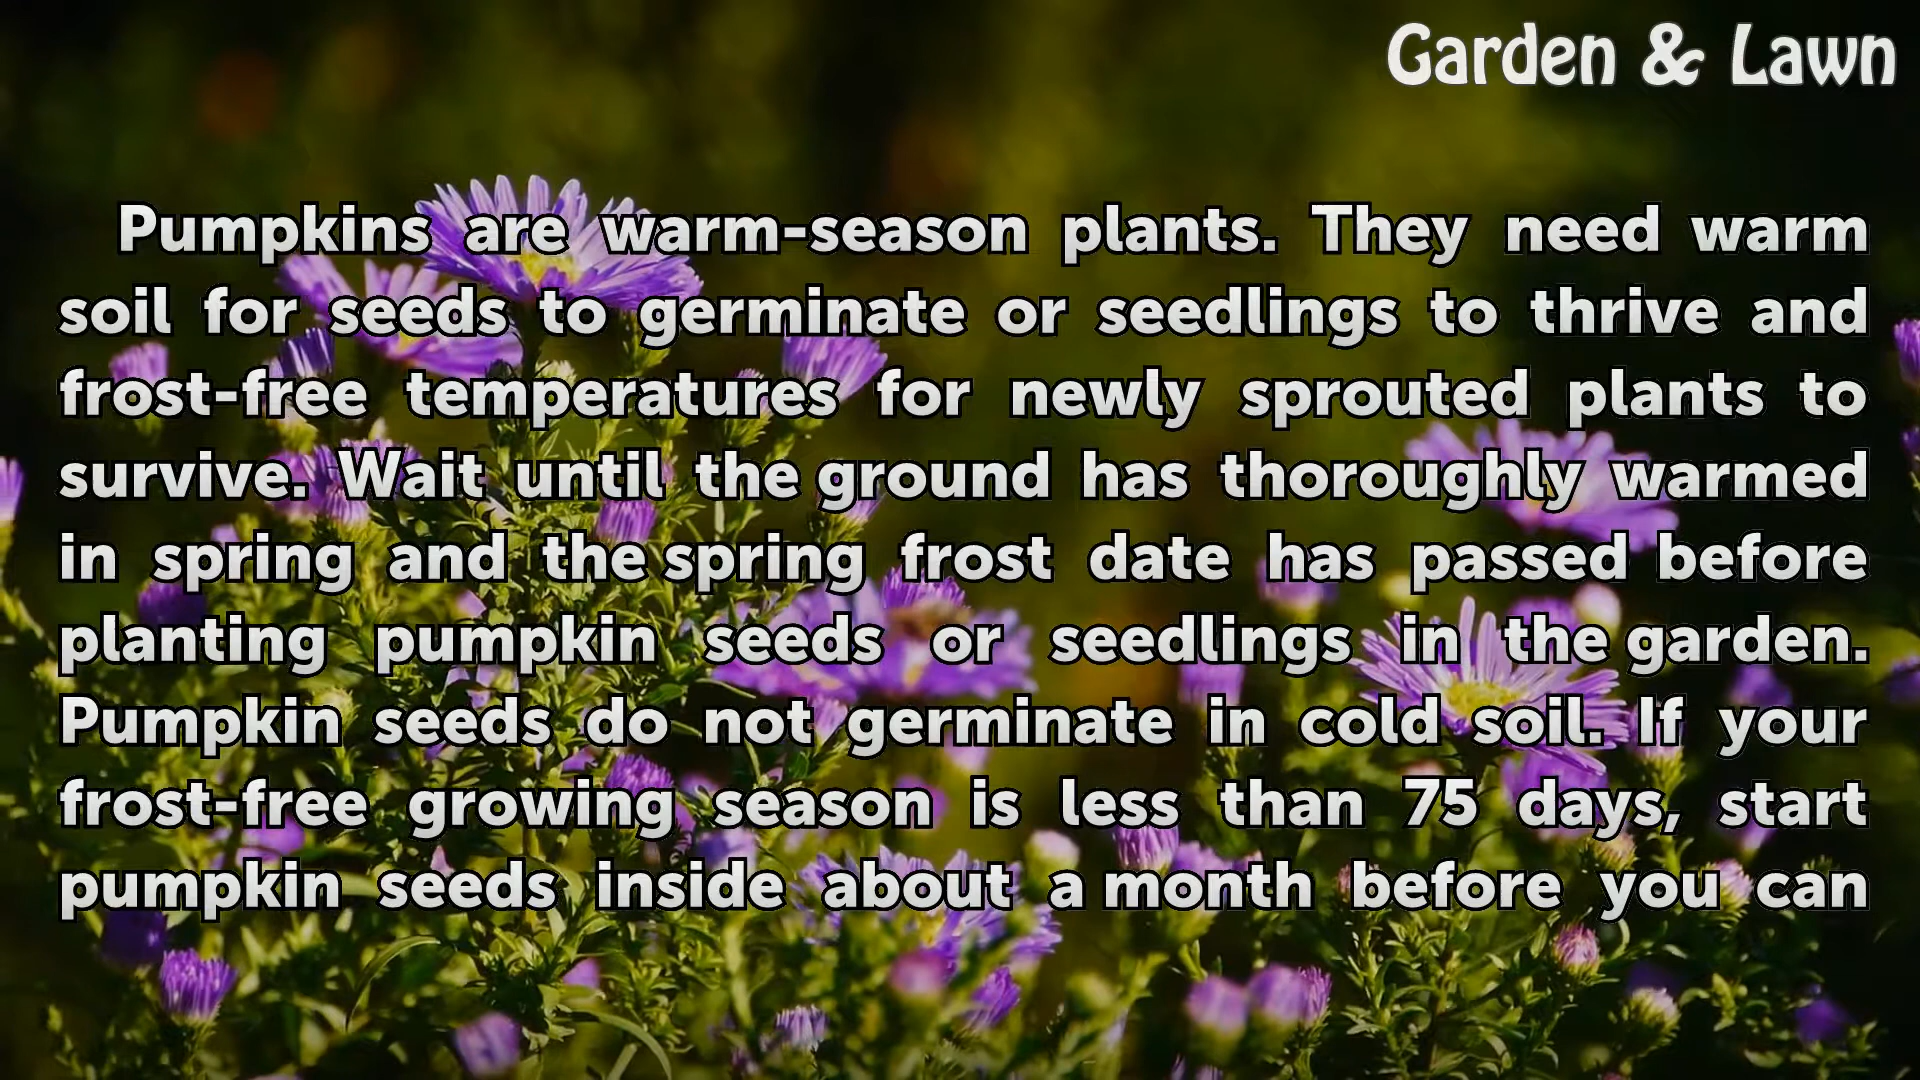 Garden & Lawn
Pumpkins are warm-season plants. They need warm
soil for seeds to germinate or seedlings to thrive and
frost-free temperatures for newly sprouted plants to
survive. Wait until the ground has thoroughly warmed
in spring and the spring frost date has passed before
planting pumpkin seeds or seedlings in the garden.
Pumpkin seeds do not germinate in cold soil. If your
frost-free growing season is less than 75 days, start
pumpkin seeds inside about a month before you can